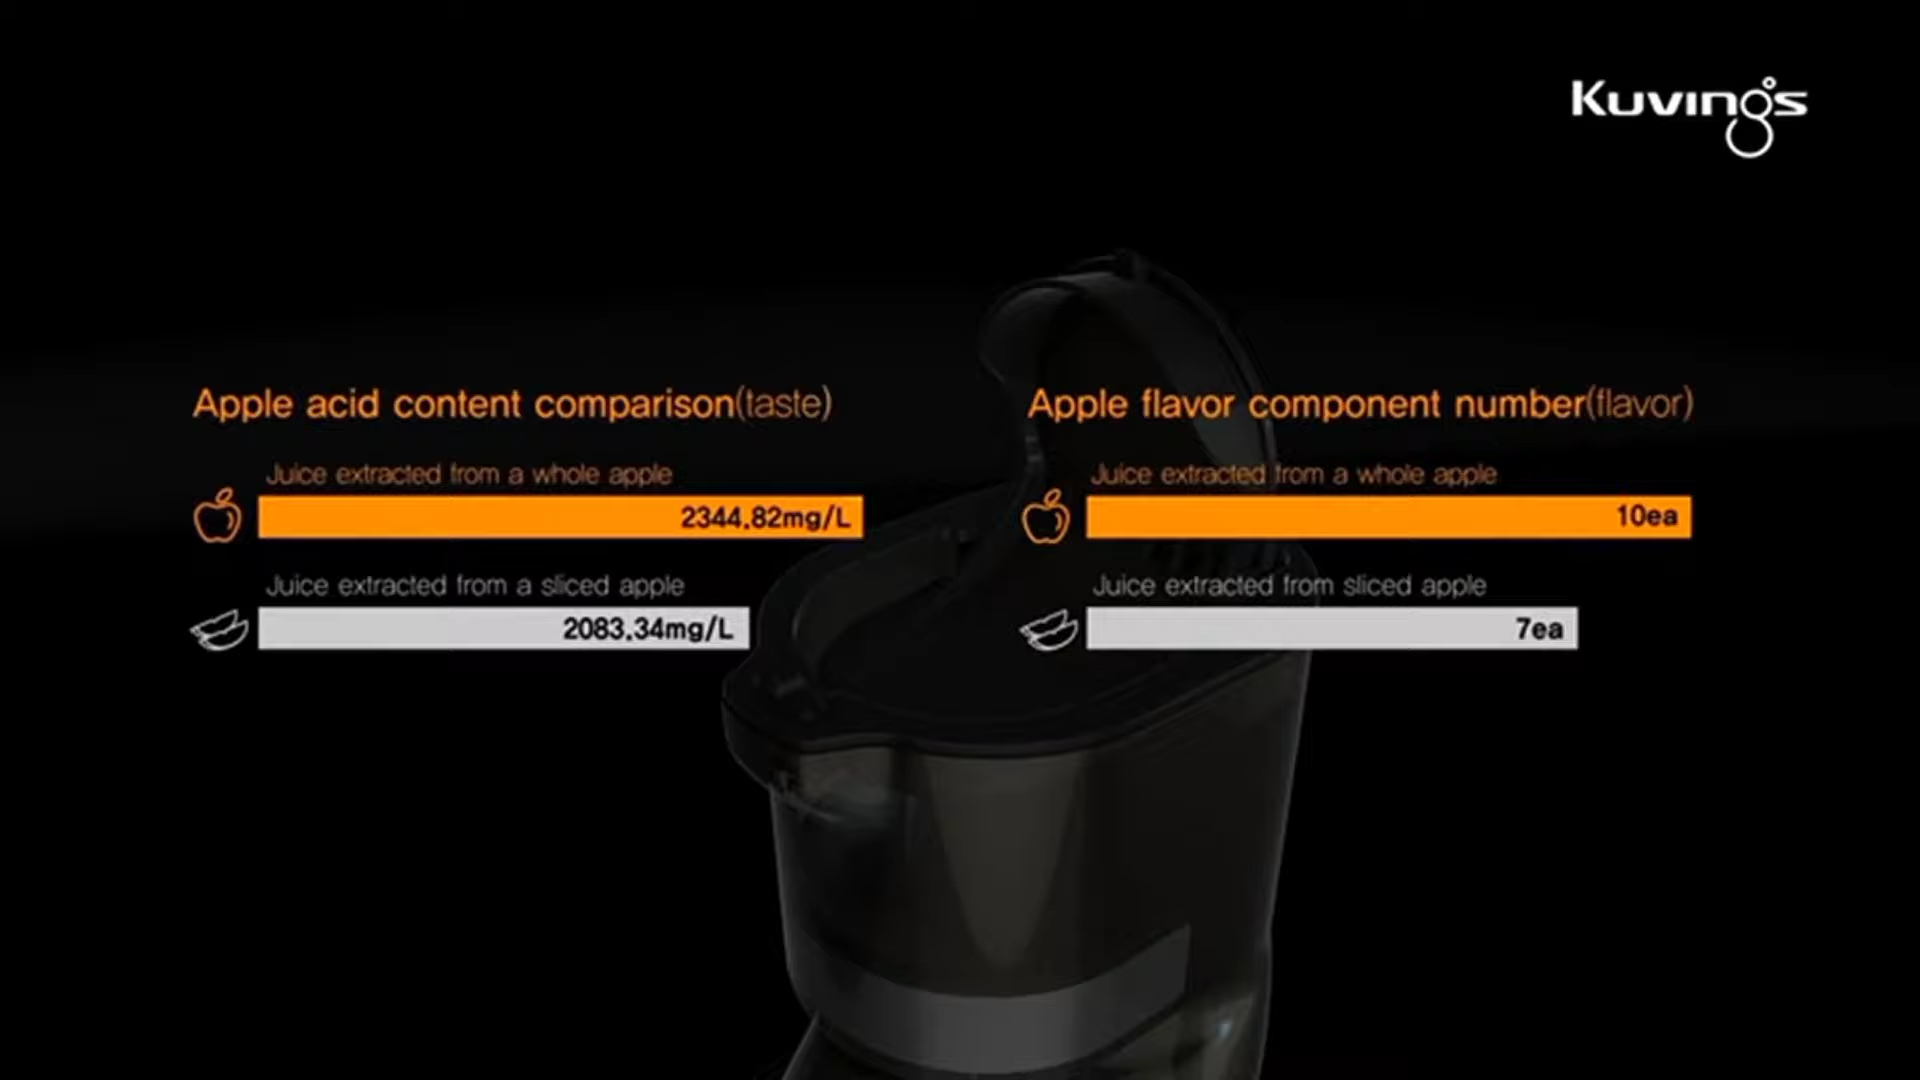 Kuvings
Apple acid content comparison(taste)
Juice extracted from a whole apple
2344.82mg/L
Juice extracted from a sliced apple
2083.34mg/L
Apple flavor component number(flavor)
Juice extracted from a whole apple
10ea
Juice extracted from sliced apple
7ea